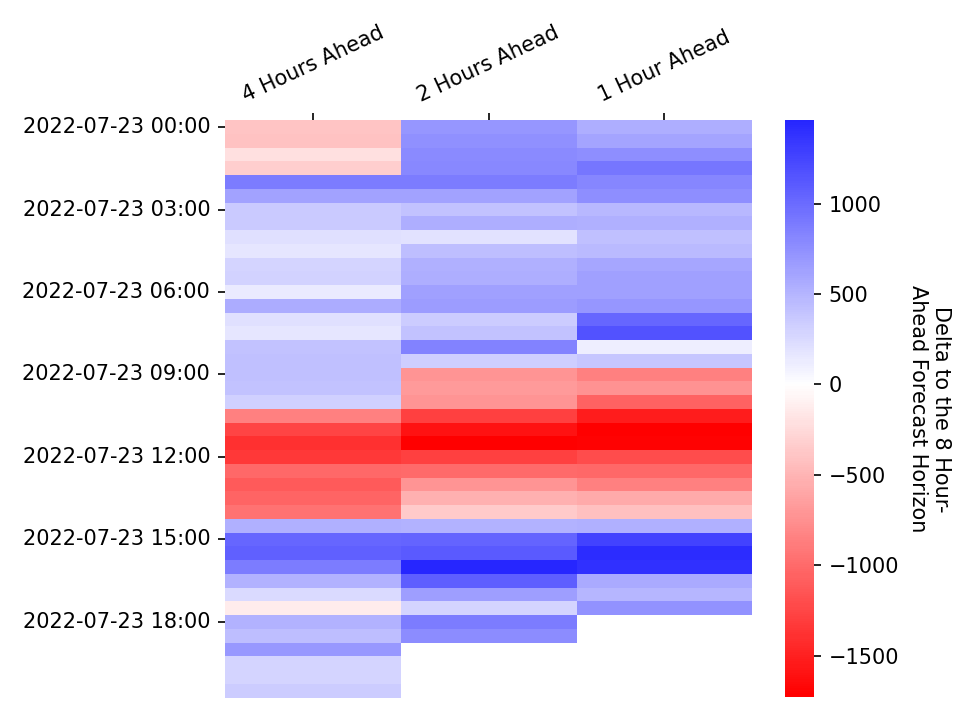 4 Hours Ahead
2 Hours Ahead
1 Hour Ahead
2022-07-23 00:00
2022-07-23 03:00
2022-07-23 06:00
2022-07-23 09:00
2022-07-23 12:00
2022-07-23 15:00
2022-07-23 18:00
1000
500
0
−500
−1000
−1500
Delta to the 8 Hour-
Ahead Forecast Horizon